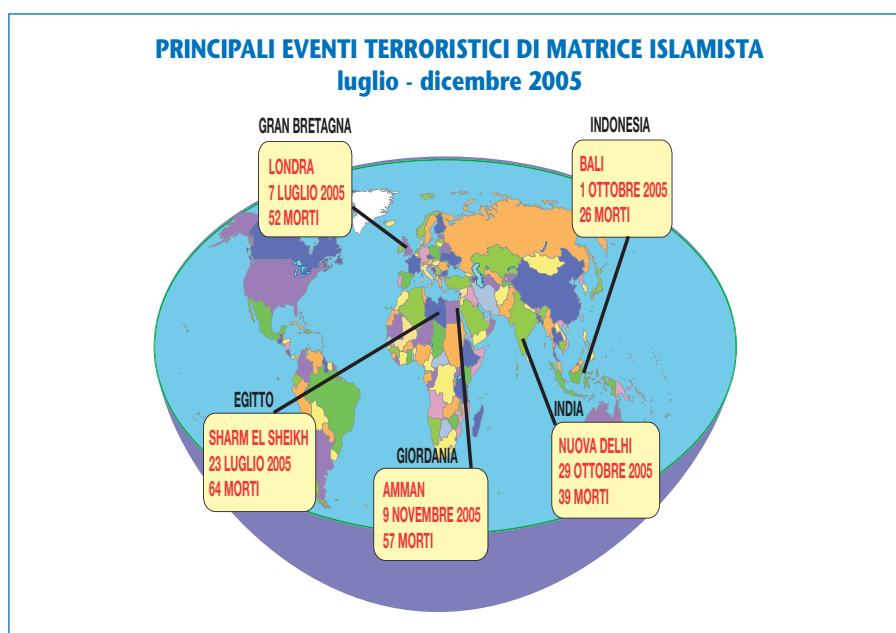 PRINCIPALI EVENTI TERRORISTICI DI MATRICE ISLAMISTA
luglio - dicembre 2005
GRAN BRETAGNA
LONDRA
7 LUGLIO 2005
52 MORTI
INDONESIA
BALI
1 OTTOBRE 2005
26 MORTI
EGITTO
SHARM EL SHEIKH
23 LUGLIO 2005
64 MORTI
GIORDANIA
AMMAN
9 NOVEMBRE 2005
57 MORTI
INDIA
NUOVA DELHI
29 OTTOBRE 2005
39 MORTI